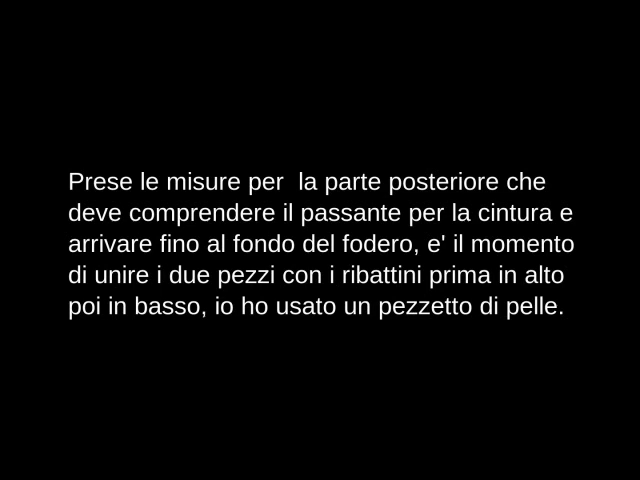 Prese le misure per  la parte posteriore che
deve comprendere il passante per la cintura e
arrivare fino al fondo del fodero, e' il momento
di unire i due pezzi con i ribattini prima in alto
poi in basso, io ho usato un pezzetto di pelle.